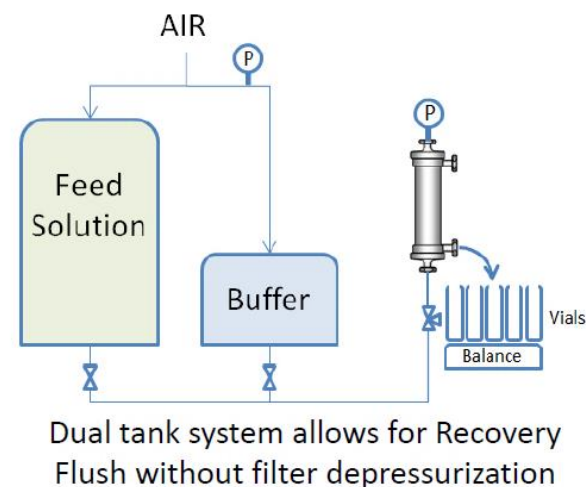 AIR
P
P
Feed
Solution
Buffer
Vials
Balance
Dual tank system allows for Recovery
Flush without filter depressurization